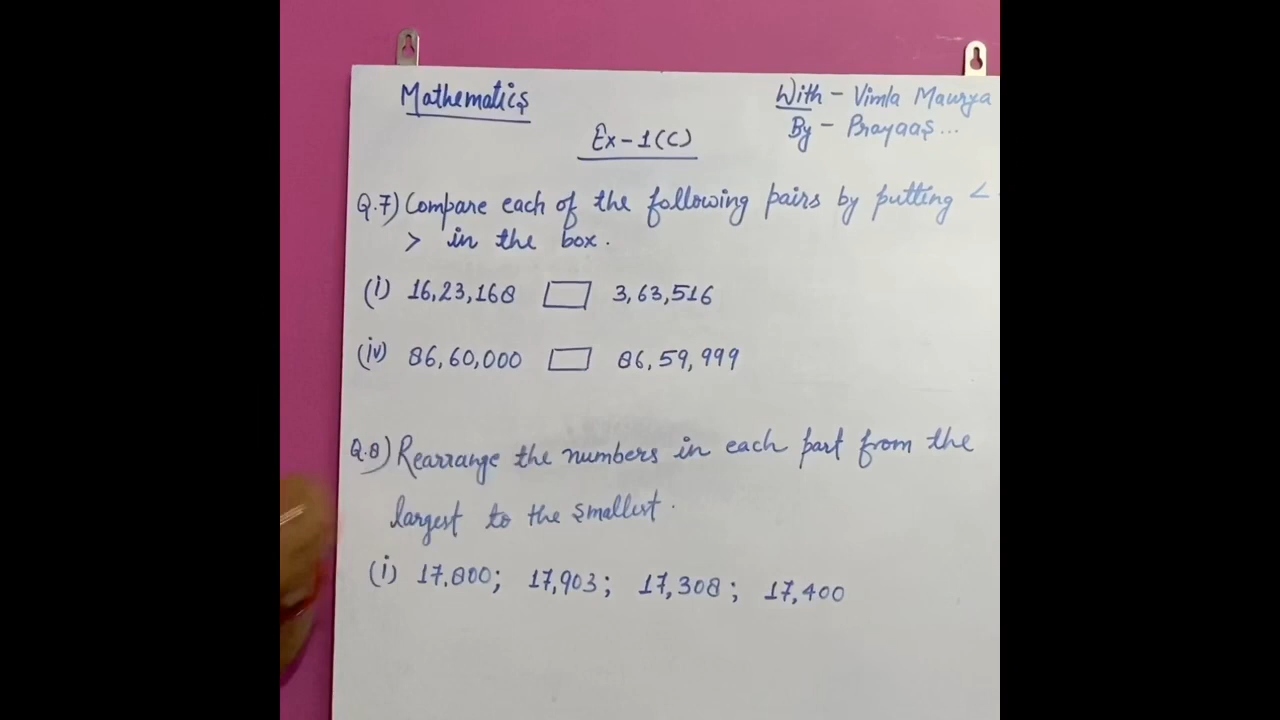 Mathematics
With - Vimla Maurya
By - Prayaas...
Ex-1(C)
Q.7) Compare each of the following pairs by putting <
> in the box.
(i) 16,23,168 3,63,516
(iv) 86,60,000 86,59,999
Q.8) Rearrange the numbers in each part from the
largest to the smallest.
(i) 17,800; 17,903; 17,308; 17,400